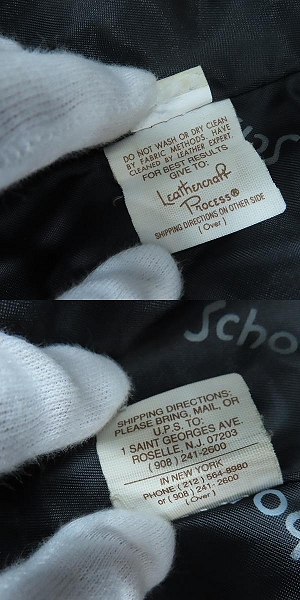 DO NOT WASH OR DRY CLEAN
BY FABRIC METHODS, HAVE
CLEANED BY LEATHER EXPERT.
FOR BEST RESULTS
GIVE TO:
Leathercraft
Process®
SHIPPING DIRECTIONS ON OTHER SIDE
(Over)
Scho
SHIPPING DIRECTIONS:
PLEASE BRING, MAIL, OR
U.P.S. TO:
1 SAINT GEORGES AVE.
ROSELLE, N.J. 07203
(908) 241-2600
IN NEW YORK
PHONE (212) 564-8980
or (908) 241-2600
(Over)